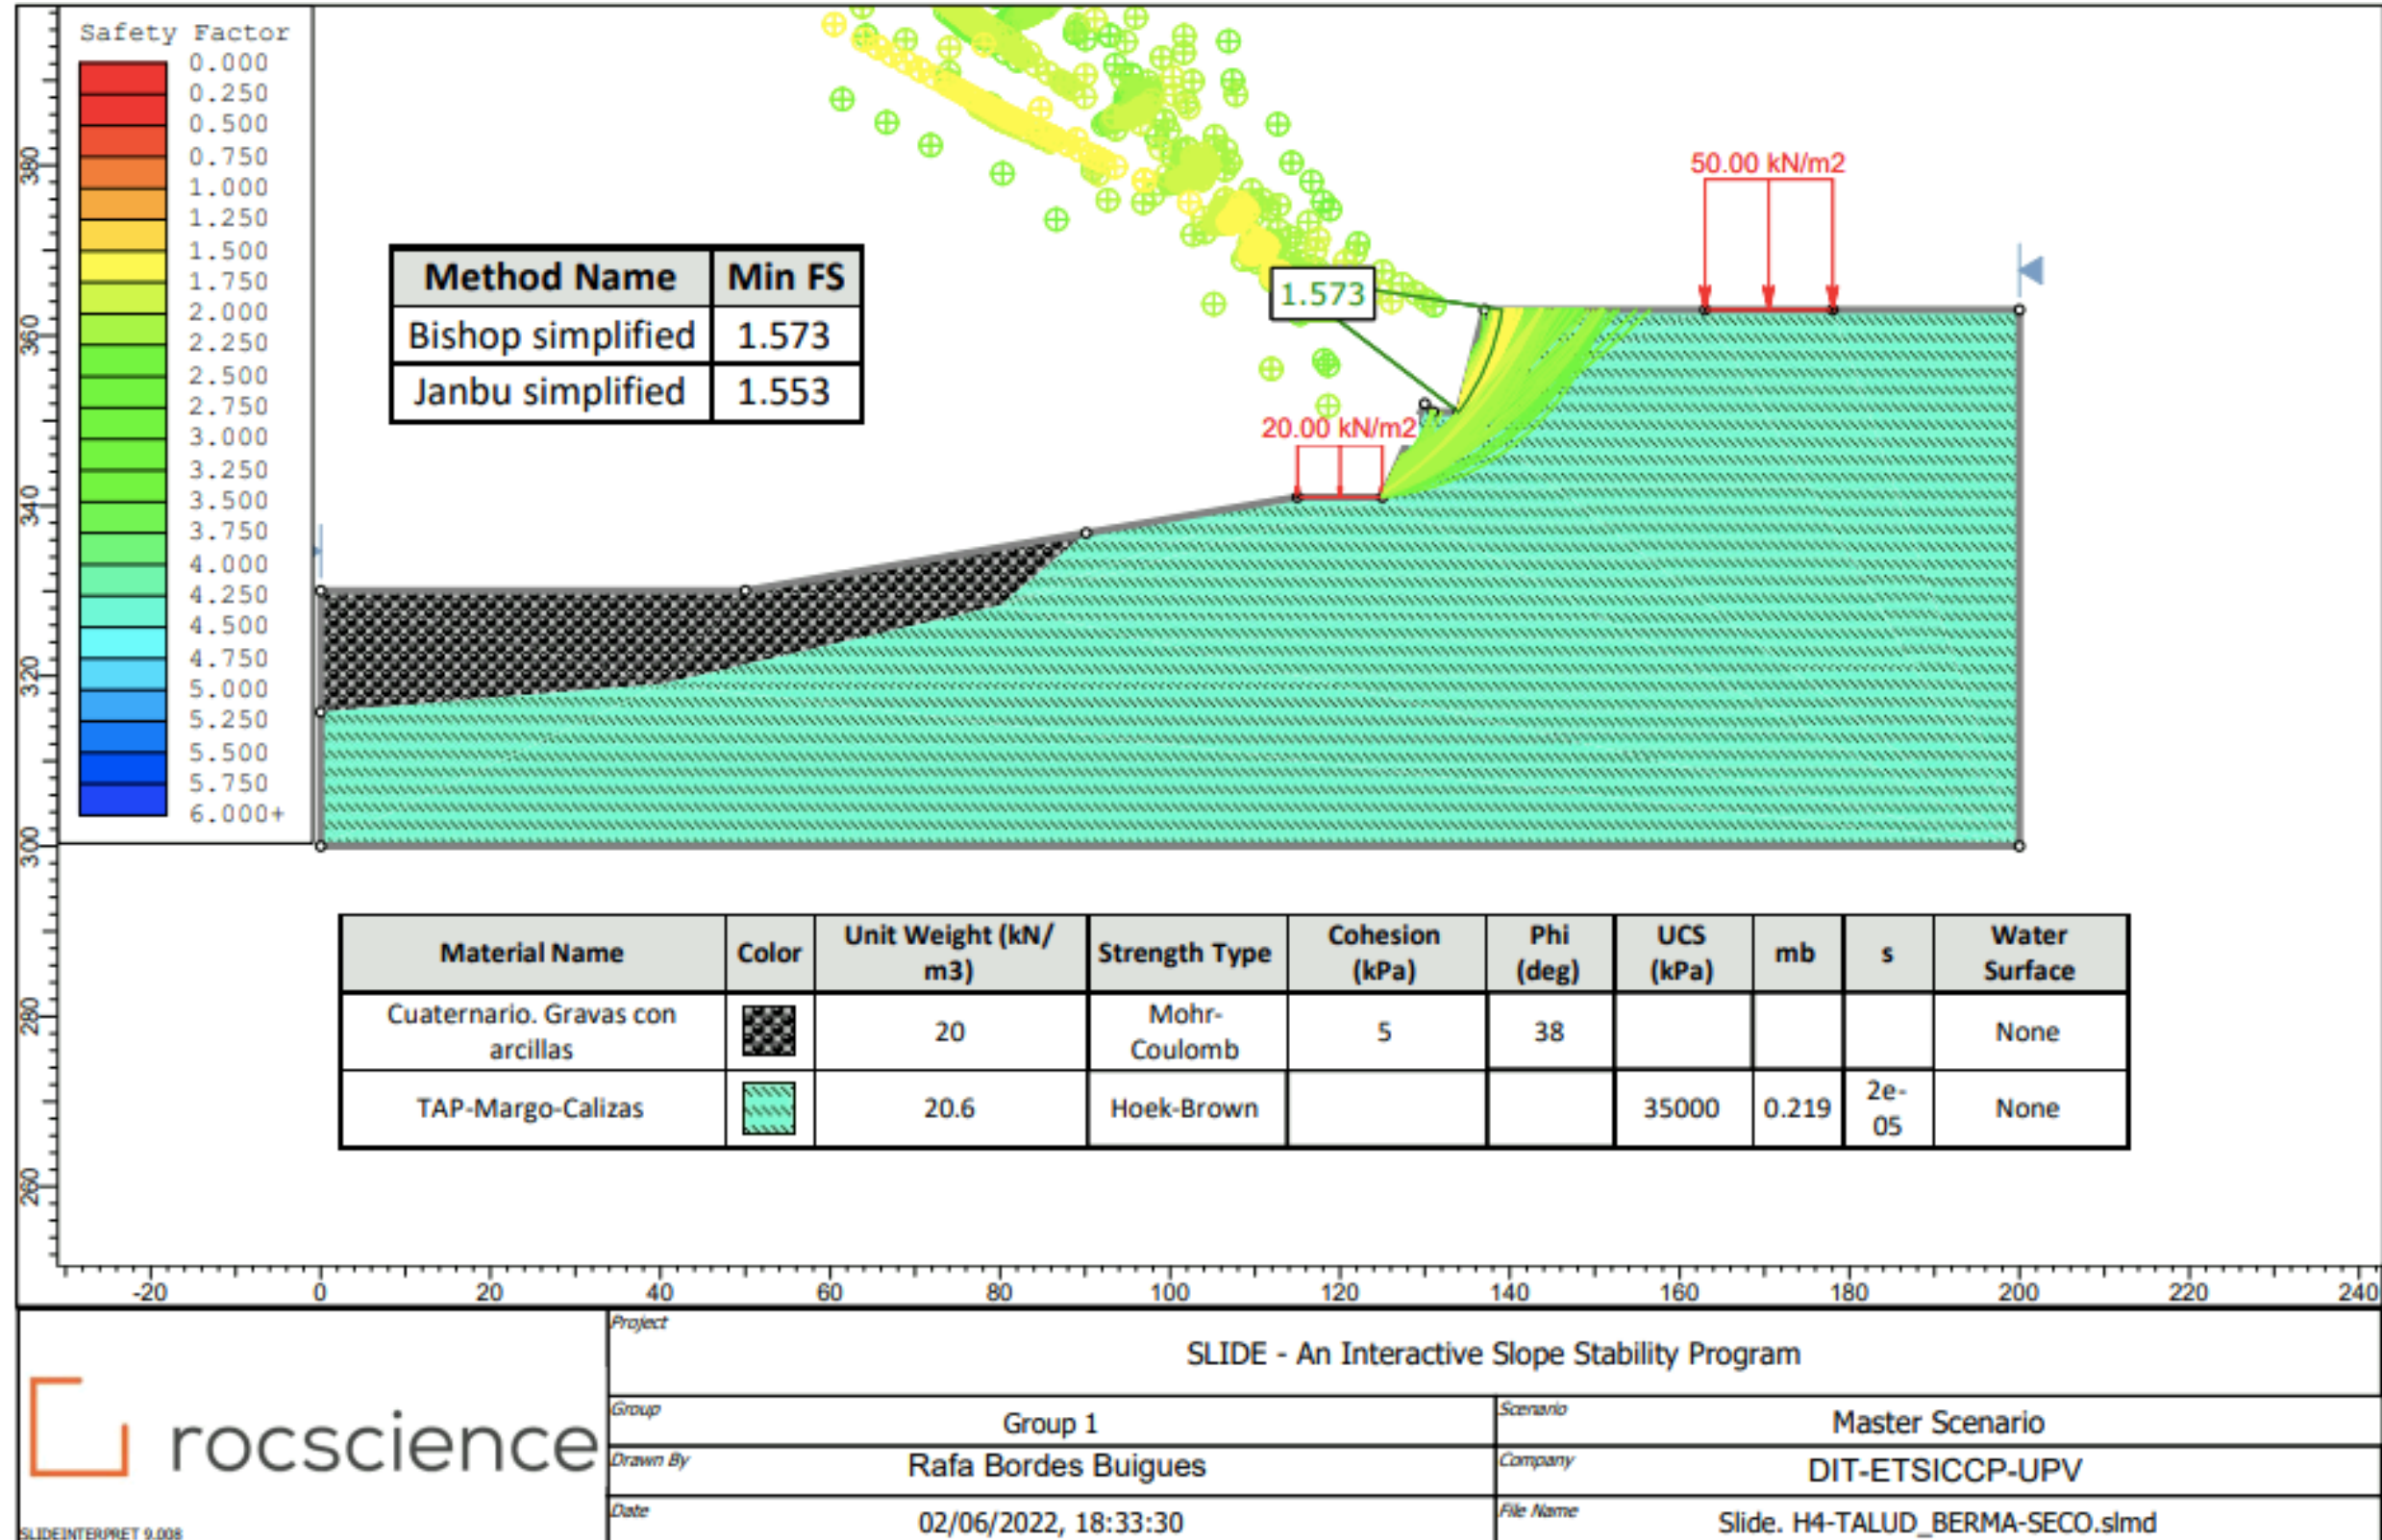 Safety Factor
0.000
0.250
0.500
0.750
1.000
1.250
1.500
1.750
2.000
2.250
2.500
2.750
3.000
3.250
3.500
3.750
4.000
4.250
4.500
4.750
5.000
5.250
5.500
5.750
6.000+
380
360
340
320
300
280
260
Method Name Min FS
Bishop simplified 1.573
Janbu simplified 1.553
1.573
50.00 kN/m2
20.00 kN/m2
Material Name Color Unit Weight (kN/ Strength Type Cohesion Phi UCS mb s Water
m3) (kPa) (deg) (kPa) Surface
Cuaternario. Gravas con 20 Mohr- 5 38 None
arcillas Coulomb
TAP-Margo-Calizas 20.6 Hoek-Brown 35000 0.219 2e- None
05
-20 0 20 40 60 80 100 120 140 160 180 200 220 240
rocscience
SLIDEINTERPRET 9.008
Project
SLIDE - An Interactive Slope Stability Program
Group Group 1 Scenario Master Scenario
Drawn By Rafa Bordes Buigues Company DIT-ETSICCP-UPV
Date 02/06/2022, 18:33:30 File Name Slide. H4-TALUD_BERMA-SECO.slmd